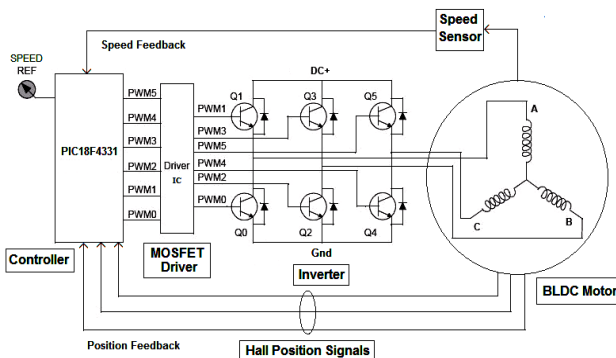 Speed Feedback
Speed
Sensor
SPEED
REF
DC+
PWM5
PWM4
PWM3
PWM2
PWM1
PWM0
PIC18F4331
Driver
IC
PWM1
PWM3
PWM5
PWM4
PWM2
PWM0
Q1
Q3
Q5
Q0
Q2
Q4
Gnd
A
C
B
Controller
MOSFET
Driver
Inverter
BLDC Motor
Position Feedback
Hall Position Signals